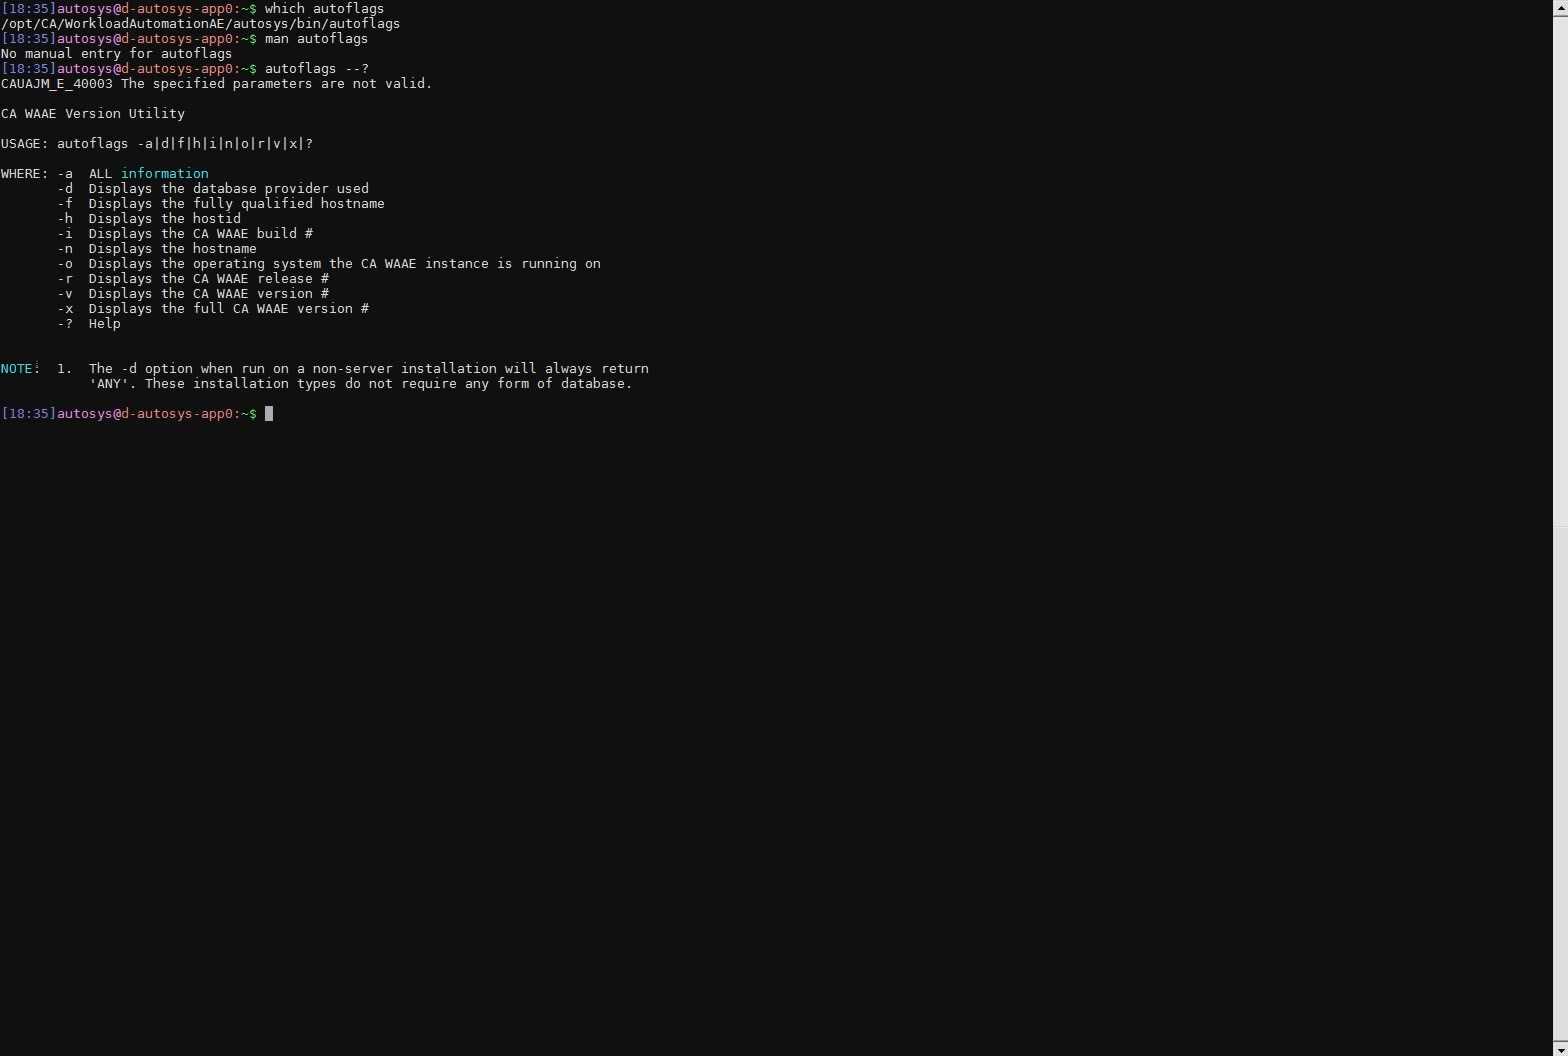 [18:35]autosys@d-autosys-app0:~$ which autoflags
/opt/CA/WorkloadAutomationAE/autosys/bin/autoflags
[18:35]autosys@d-autosys-app0:~$ man autoflags
No manual entry for autoflags
[18:35]autosys@d-autosys-app0:~$ autoflags --?
CAUAJM_E_40003 The specified parameters are not valid.

CA WAAE Version Utility

USAGE: autoflags -a|d|f|h|i|n|o|r|v|x|?

WHERE: -a  ALL information
       -d  Displays the database provider used
       -f  Displays the fully qualified hostname
       -h  Displays the hostid
       -i  Displays the CA WAAE build #
       -n  Displays the hostname
       -o  Displays the operating system the CA WAAE instance is running on
       -r  Displays the CA WAAE release #
       -v  Displays the CA WAAE version #
       -x  Displays the full CA WAAE version #
       -?  Help


NOTE:  1.  The -d option when run on a non-server installation will always return
           'ANY'. These installation types do not require any form of database.

[18:35]autosys@d-autosys-app0:~$